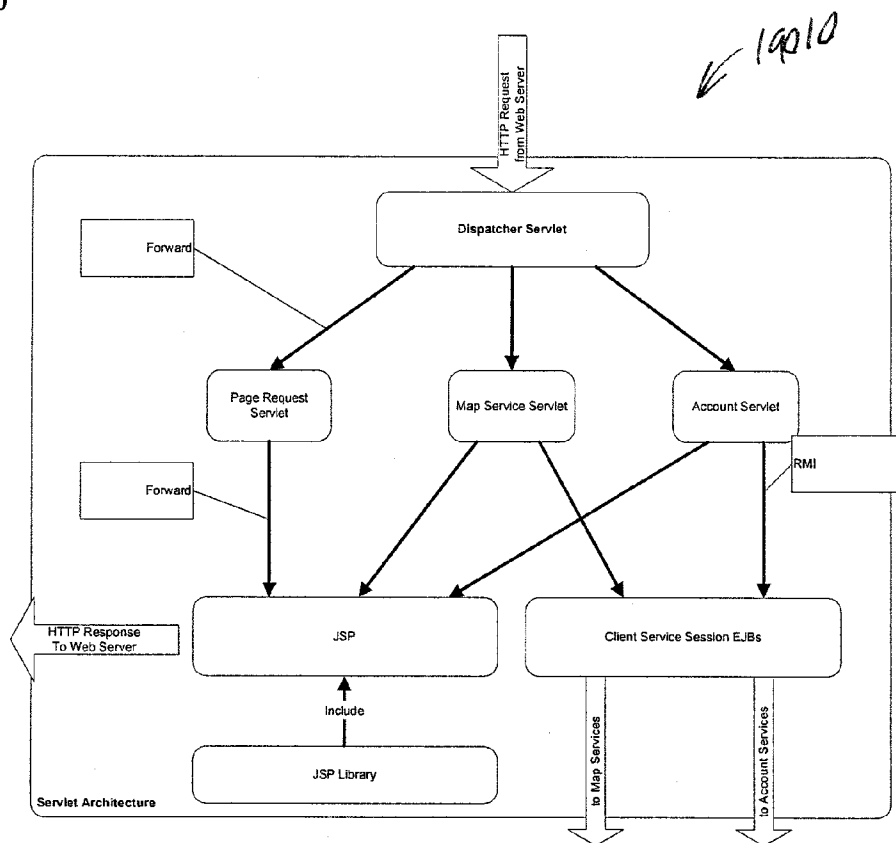 HTTP Request
from Web Server
Dispatcher Servlet
Forward
Page Request
Servlet
Map Service Servlet
Account Servlet
RMI
Forward
HTTP Response
To Web Server
JSP
Client Service Session EJBs
Include
JSP Library
to Map Services
to Account Services
Servlet Architecture